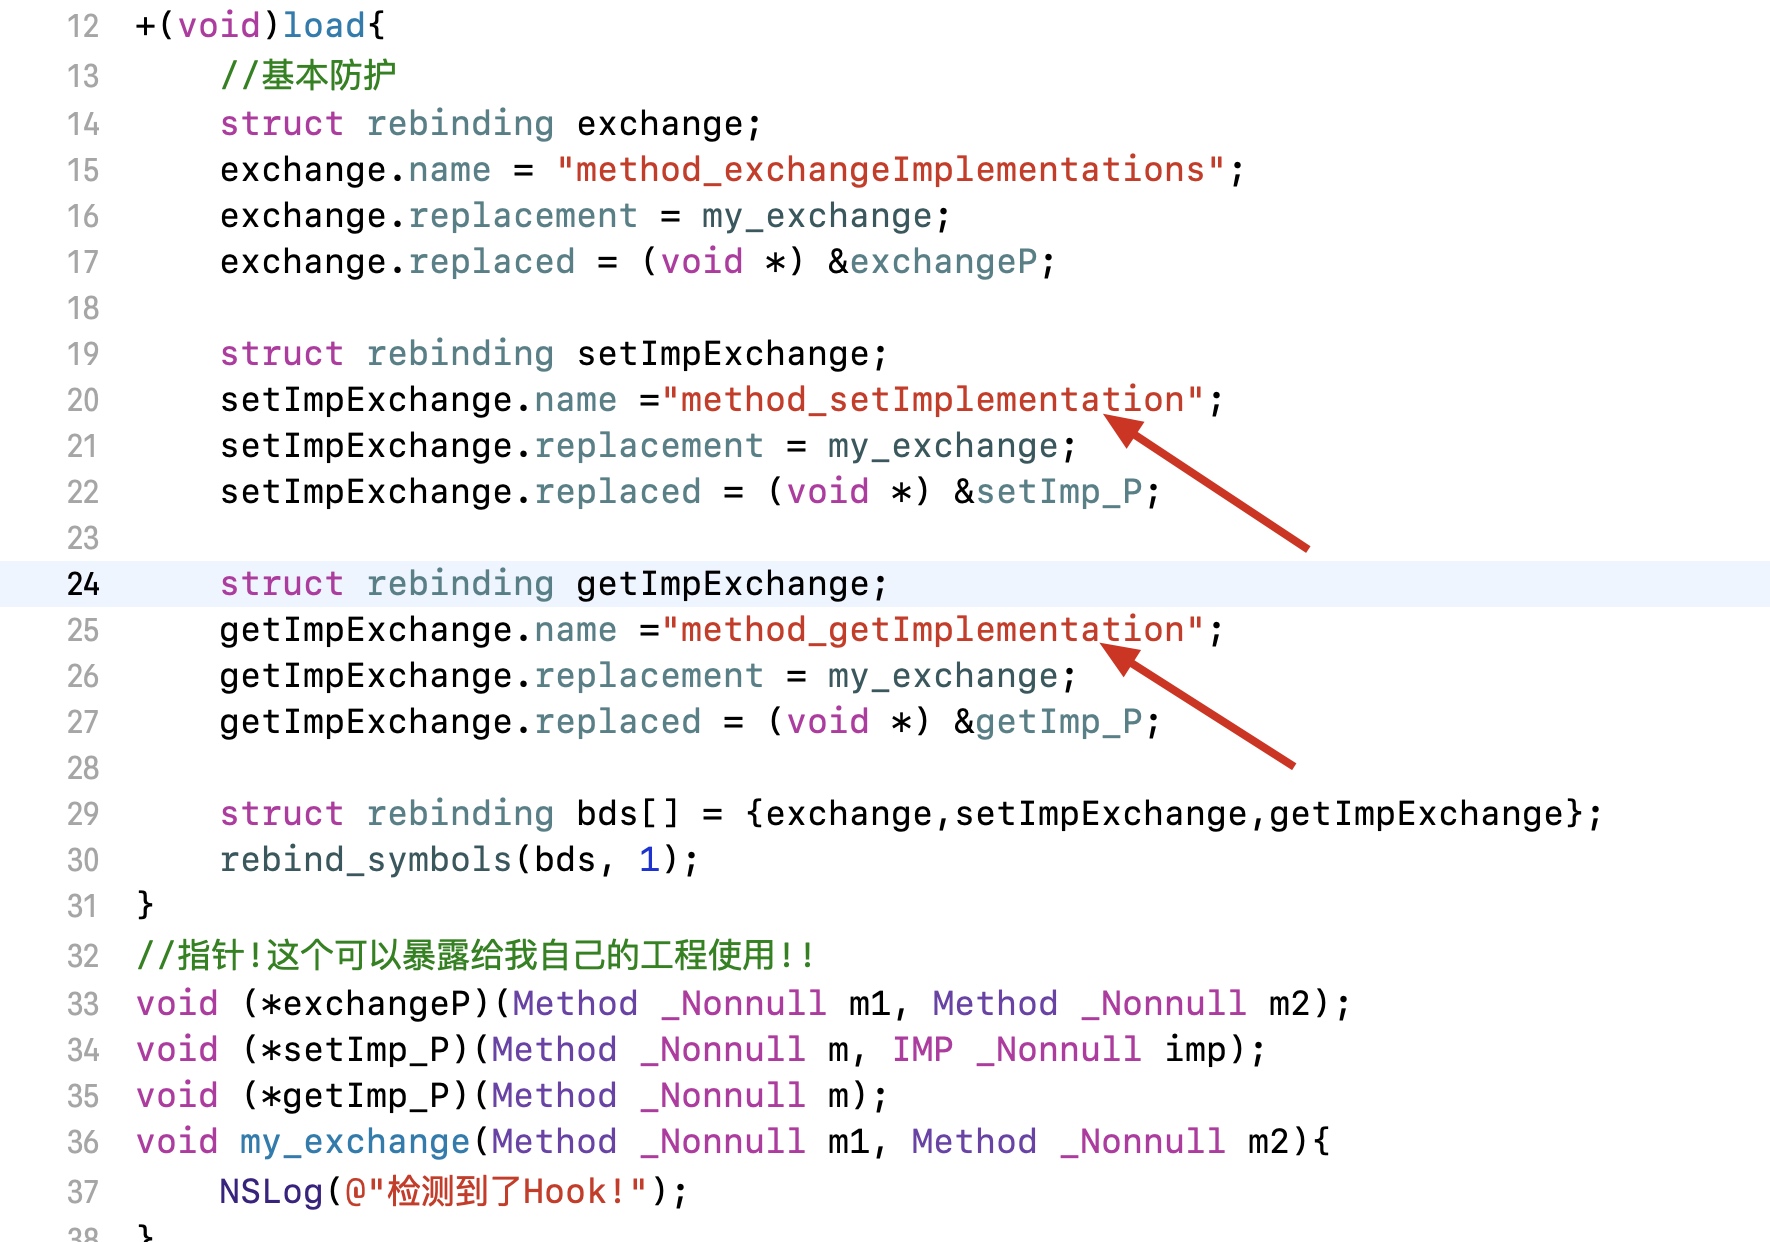 12 +(void)load{
13     //基本防护
14     struct rebinding exchange;
15     exchange.name = "method_exchangeImplementations";
16     exchange.replacement = my_exchange;
17     exchange.replaced = (void *) &exchangeP;
18
19     struct rebinding setImpExchange;
20     setImpExchange.name ="method_setImplementation";
21     setImpExchange.replacement = my_exchange;
22     setImpExchange.replaced = (void *) &setImp_P;
23
24     struct rebinding getImpExchange;
25     getImpExchange.name ="method_getImplementation";
26     getImpExchange.replacement = my_exchange;
27     getImpExchange.replaced = (void *) &getImp_P;
28
29     struct rebinding bds[] = {exchange,setImpExchange,getImpExchange};
30     rebind_symbols(bds, 1);
31 }
32 //指针!这个可以暴露给我自己的工程使用!!
33 void (*exchangeP)(Method _Nonnull m1, Method _Nonnull m2);
34 void (*setImp_P)(Method _Nonnull m, IMP _Nonnull imp);
35 void (*getImp_P)(Method _Nonnull m);
36 void my_exchange(Method _Nonnull m1, Method _Nonnull m2){
37     NSLog(@"检测到了Hook!");
38 }